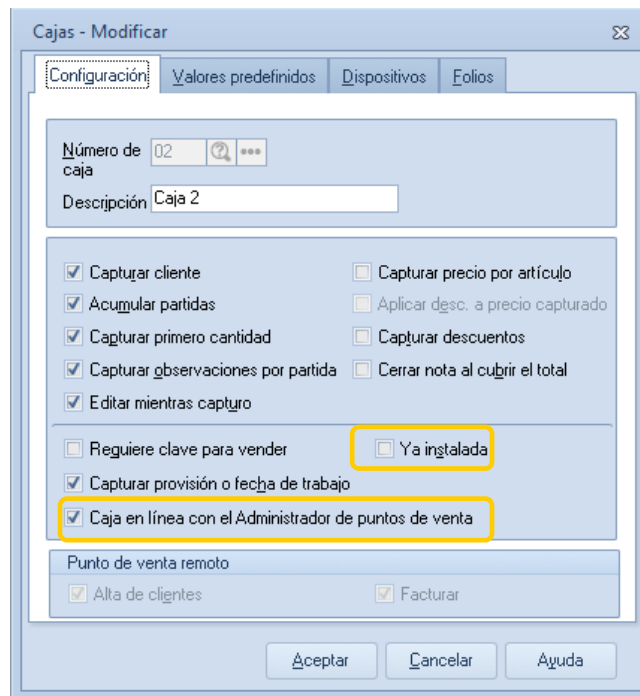 Cajas - Modificar
Configuración Valores predefinidos Dispositivos Folios
Número de caja 02
Descripción Caja 2
Capturar cliente Capturar precio por artículo
Acumular partidas Aplicar desc. a precio capturado
Capturar primero cantidad Capturar descuentos
Capturar observaciones por partida Cerrar nota al cubrir el total
Editar mientras capturo
Requiere clave para vender Ya instalada
Capturar provisión o fecha de trabajo
Caja en línea con el Administrador de puntos de venta
Punto de venta remoto
Alta de clientes Facturar
Aceptar Cancelar Ayuda